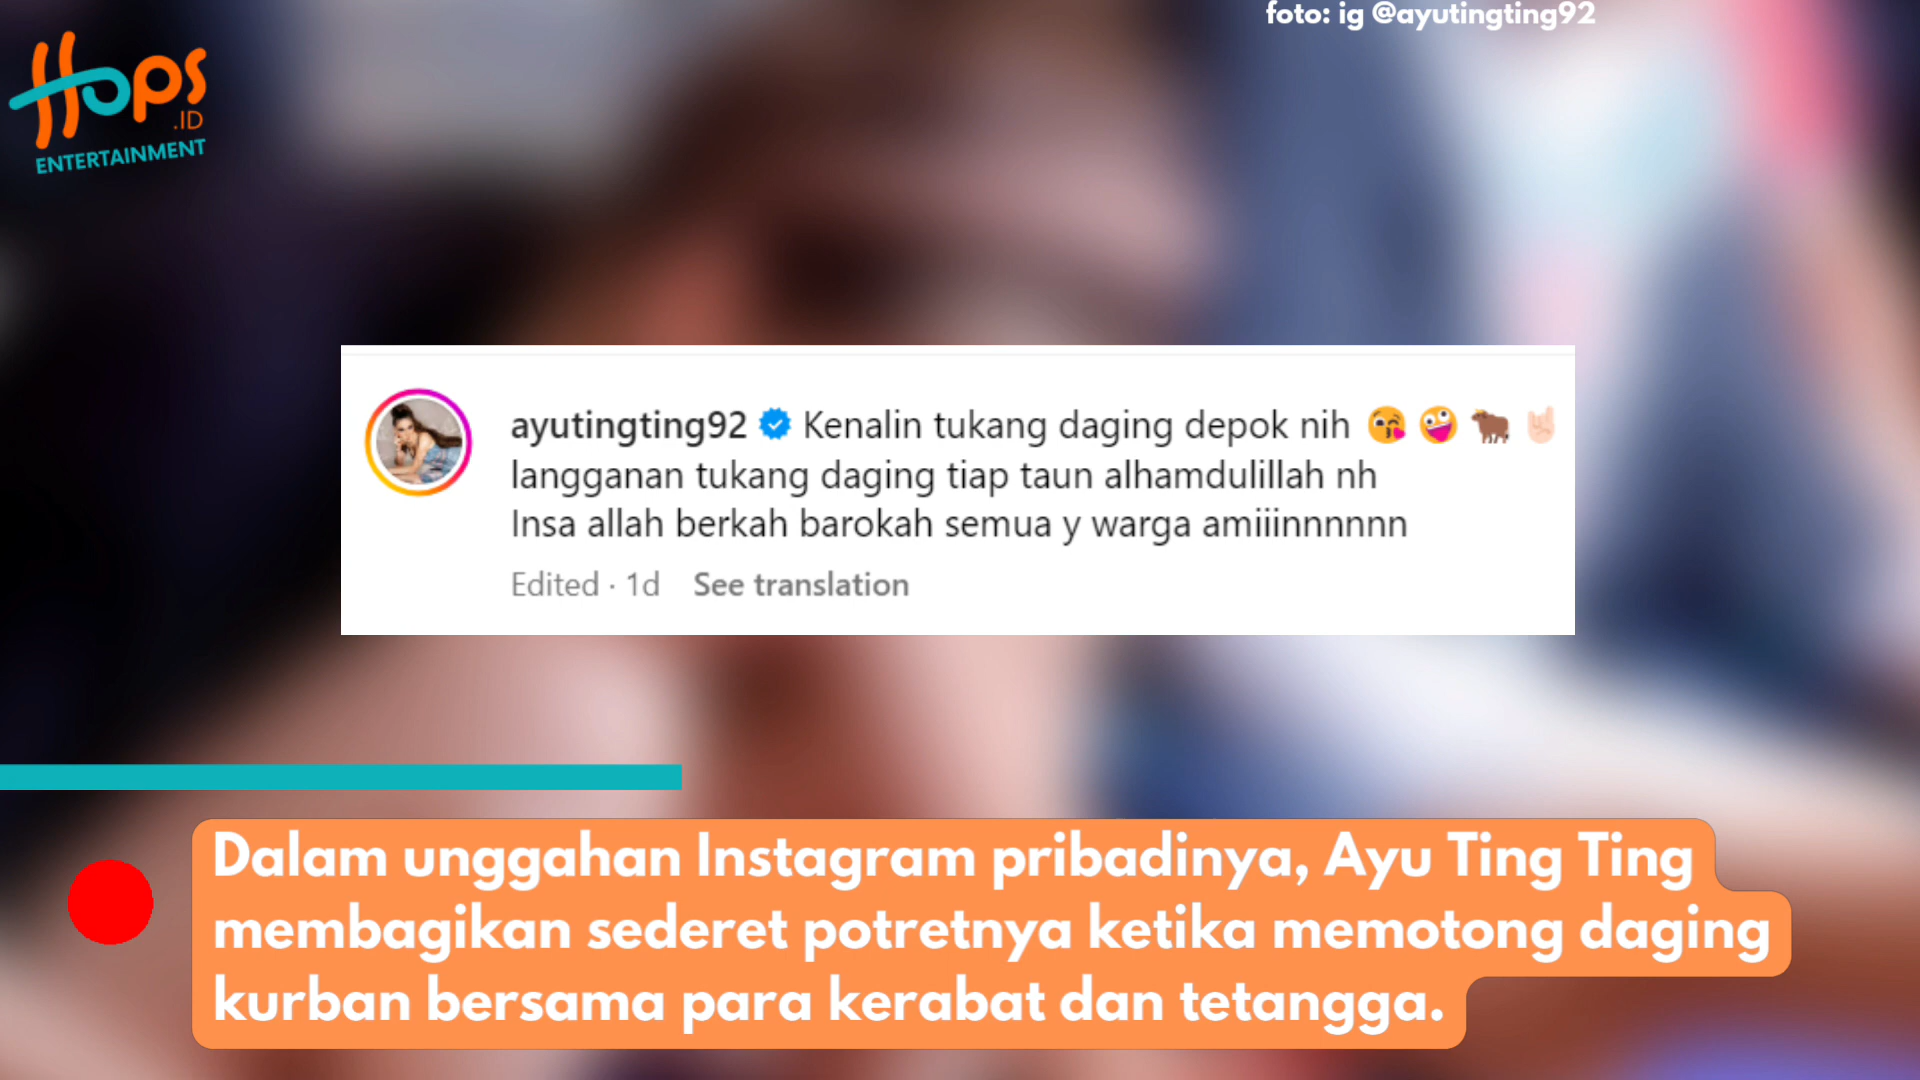 foto: ig @ayutingting92
Hops
.ID
ENTERTAINMENT
ayutingting92 Kenalin tukang daging depok nih 😘 🤪 🐂 🤘🏻
langganan tukang daging tiap taun alhamdulillah nh
Insa allah berkah barokah semua y warga amiiinnnnnn
Edited · 1d See translation
Dalam unggahan Instagram pribadinya, Ayu Ting Ting
membagikan sederet potretnya ketika memotong daging
kurban bersama para kerabat dan tetangga.